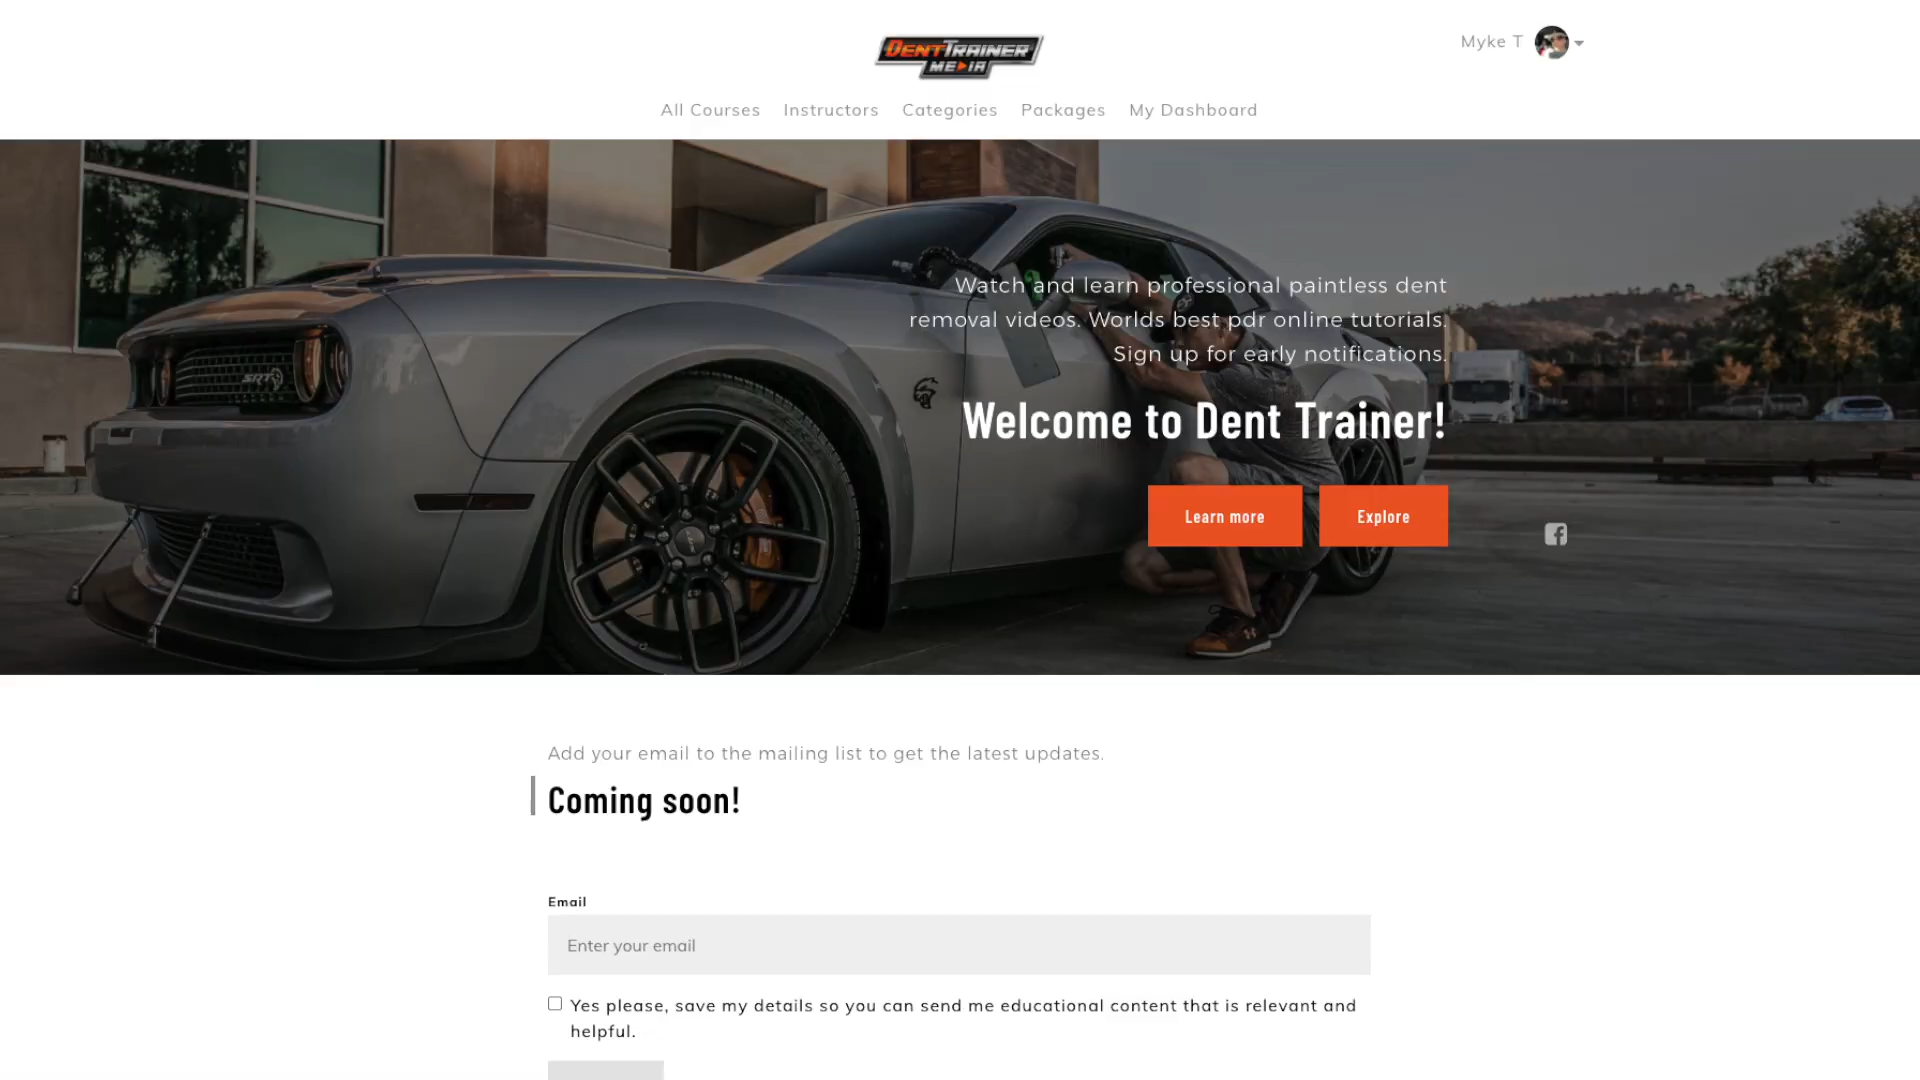 DENTTRAINER
MEDIA
Myke T
All Courses
Instructors
Categories
Packages
My Dashboard
SRT
Watch and learn professional paintless dent
removal videos. Worlds best pdr online tutorials.
Sign up for early notifications.
Welcome to Dent Trainer!
Learn more
Explore
Add your email to the mailing list to get the latest updates.
Coming soon!
Email
Enter your email
Yes please, save my details so you can send me educational content that is relevant and
helpful.